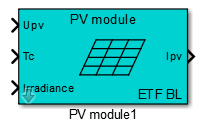 PV module
Upv
Tc
Ipv
Irradiance
ETF BL
PV module1